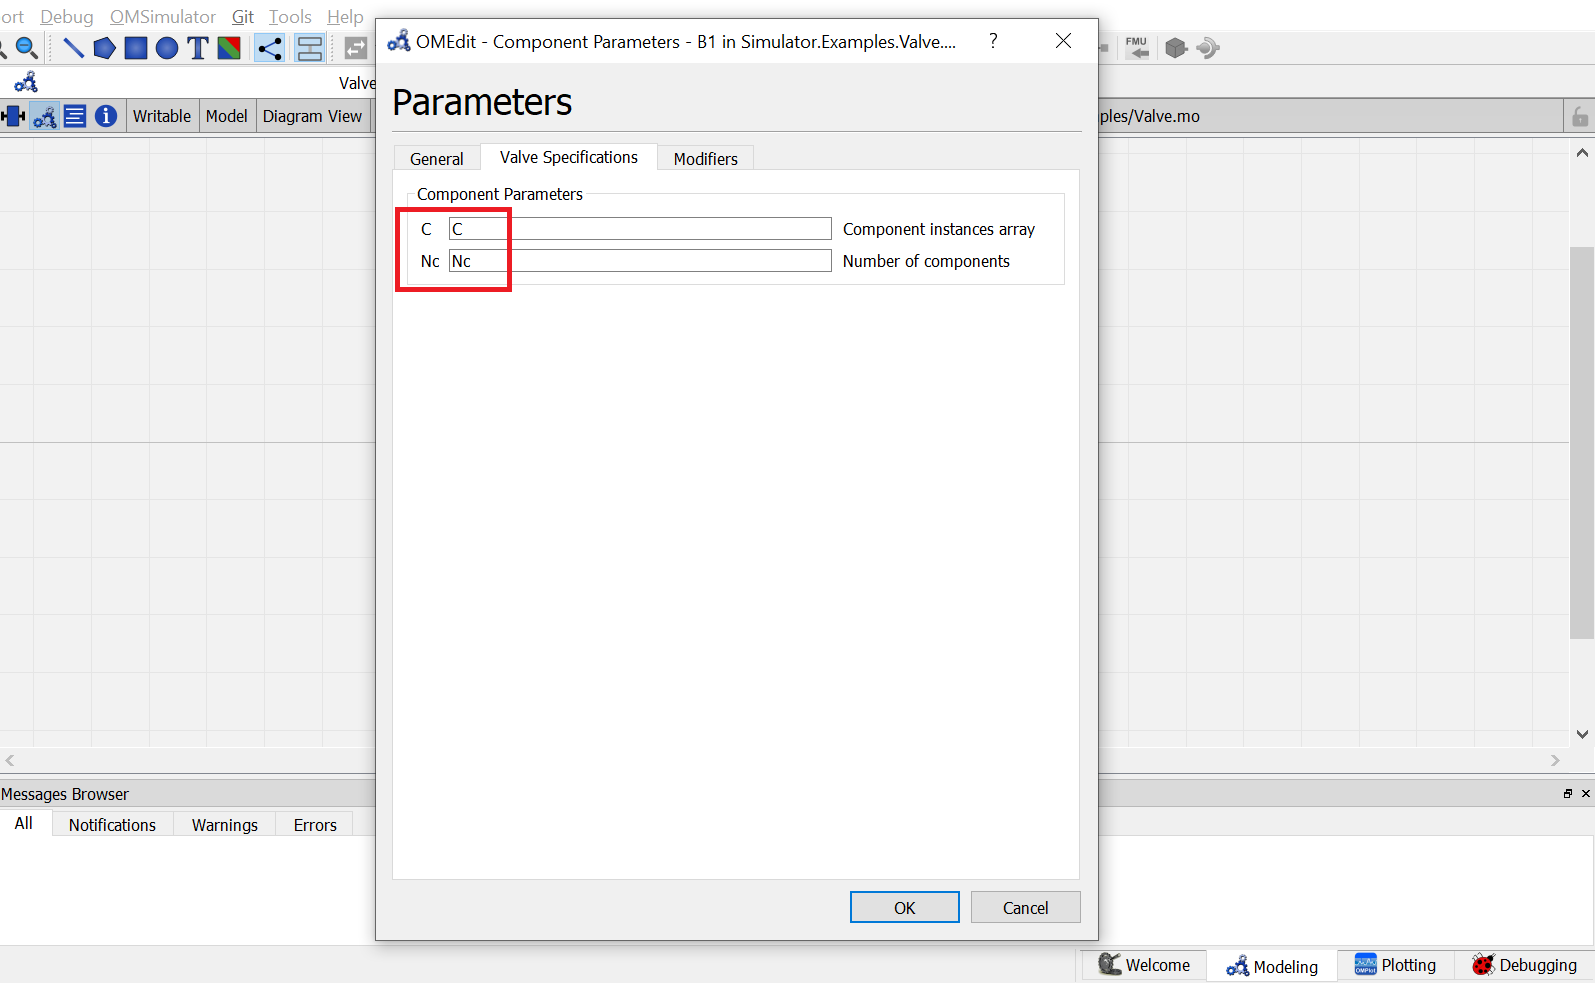 ort Debug OMSimulator Git Tools Help
OMEdit - Component Parameters - B1 in Simulator.Examples.Valve.... ?
T
FMU
Valve
Parameters
Writable Model Diagram View
ples/Valve.mo
General Valve Specifications Modifiers
Component Parameters
C C Component instances array
Nc Nc Number of components
Messages Browser
All Notifications Warnings Errors
OK Cancel
Welcome Modeling OMPlot Plotting Debugging